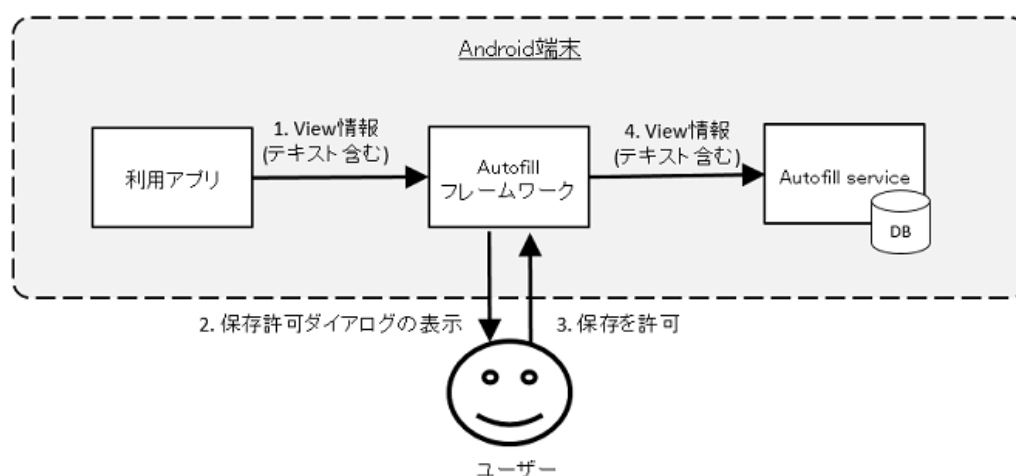 Android端末
1. View情報
(テキスト含む)
4. View情報
(テキスト含む)
利用アプリ
Autofill
フレームワーク
Autofill service
DB
2. 保存許可ダイアログの表示
3. 保存を許可
ユーザー